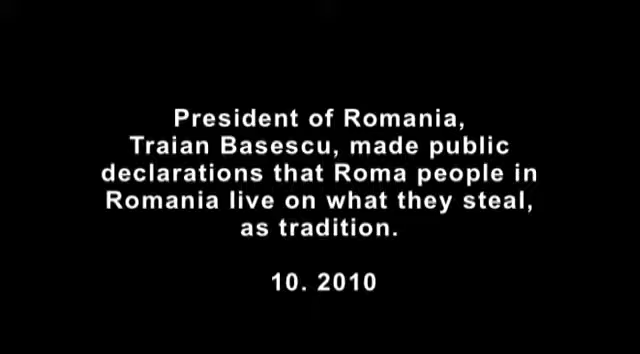 President of Romania,
Traian Basescu, made public
declarations that Roma people in
Romania live on what they steal,
as tradition.
10. 2010